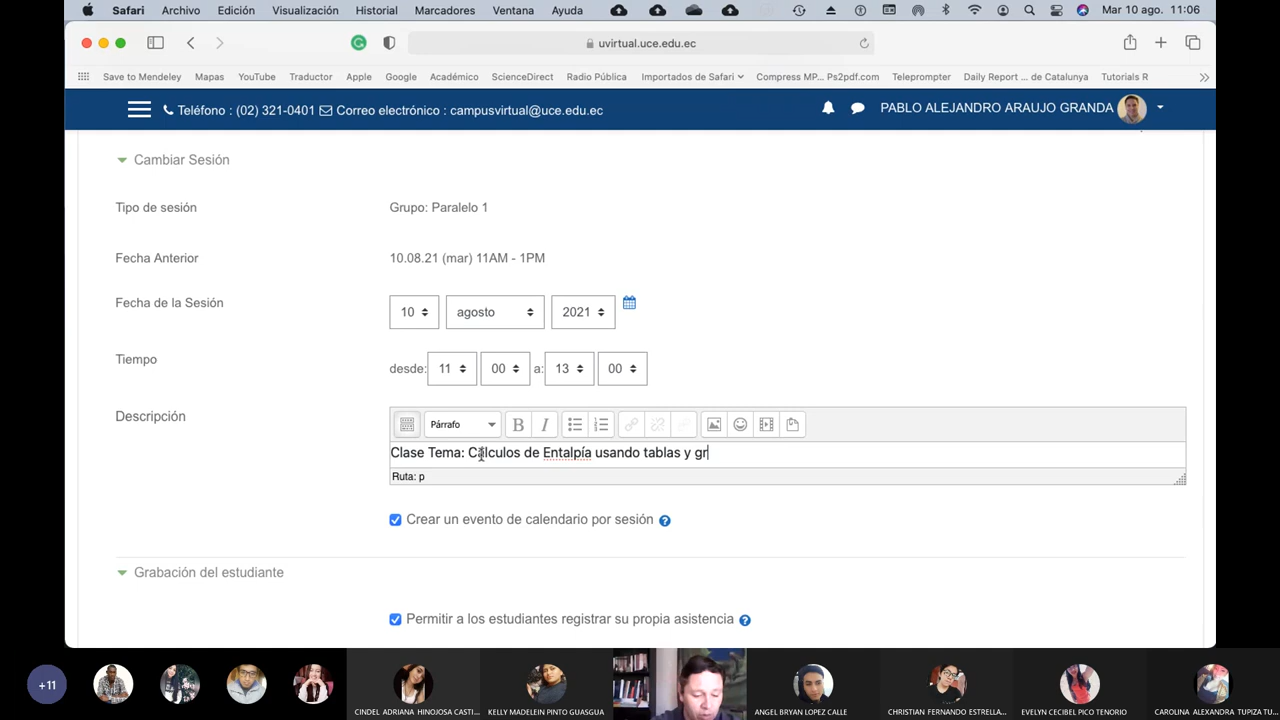 Safari Archivo Edición Visualización Historial Marcadores Ventana Ayuda Mar 10 ago. 11:06
uvirtual.uce.edu.ec
Save to Mendeley Mapas YouTube Traductor Apple Google Académico ScienceDirect Radio Pública Importados de Safari Compress MP... Ps2pdf.com Teleprompter Daily Report .. de Catalunya Tutorials R
Teléfono : (02) 321-0401 Correo electrónico : campusvirtual@uce.edu.ec PABLO ALEJANDRO ARAUJO GRANDA
Cambiar Sesión
Tipo de sesión Grupo: Paralelo 1
Fecha Anterior 10.08.21 (mar) 11AM - 1PM
Fecha de la Sesión 10 agosto 2021
Tiempo desde: 11 00 a: 13 00
Descripción
Párrafo B I
Clase Tema: Cálculos de Entalpía usando tablas y gr
Ruta: p
Crear un evento de calendario por sesión ?
Grabación del estudiante
Permitir a los estudiantes registrar su propia asistencia ?
+11
CINDEL ADRIANA HINOJOSA CASTI... KELLY MADELEIN PINTO GUASGUA ANGEL BRYAN LOPEZ CALLE CHRISTIAN FERNANDO ESTRELLA... EVELYN CECIBEL PICO TENORIO CAROLINA ALEXANDRA TUPIZA TU...